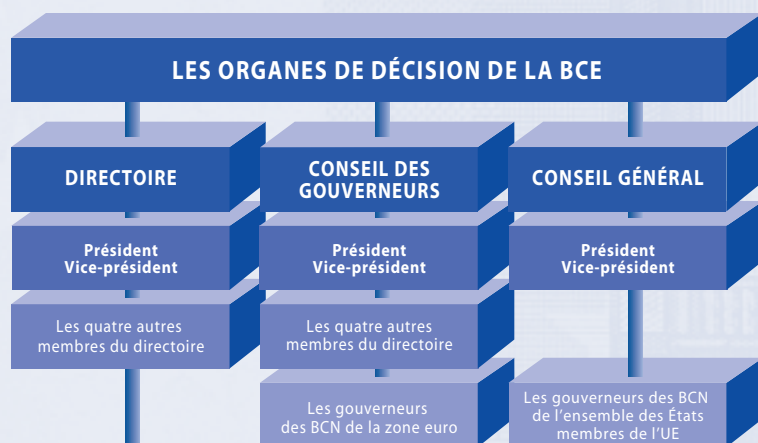 LES ORGANES DE DÉCISION DE LA BCE
DIRECTOIRE
Président
Vice-président
Les quatre autres
membres du directoire
CONSEIL DES
GOUVERNEURS
Président
Vice-président
Les quatre autres
membres du directoire
Les gouverneurs
des BCN de la zone euro
CONSEIL GÉNÉRAL
Président
Vice-président
Les gouverneurs des BCN
de l’ensemble des États
membres de l’UE